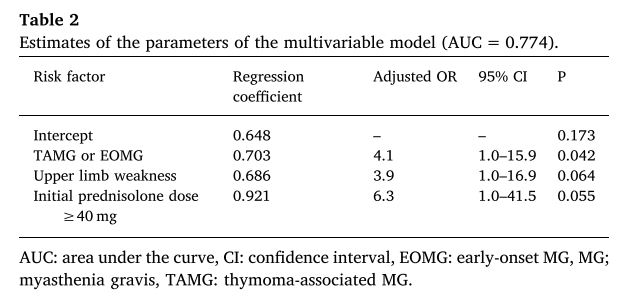 Table 2
Estimates of the parameters of the multivariable model (AUC = 0.774).
Risk factor Regression coefficient Adjusted OR 95% CI P
Intercept 0.648 – – 0.173
TAMG or EOMG 0.703 4.1 1.0–15.9 0.042
Upper limb weakness 0.686 3.9 1.0–16.9 0.064
Initial prednisolone dose 0.921 6.3 1.0–41.5 0.055
≥40 mg
AUC: area under the curve, CI: confidence interval, EOMG: early-onset MG, MG;
myasthenia gravis, TAMG: thymoma-associated MG.